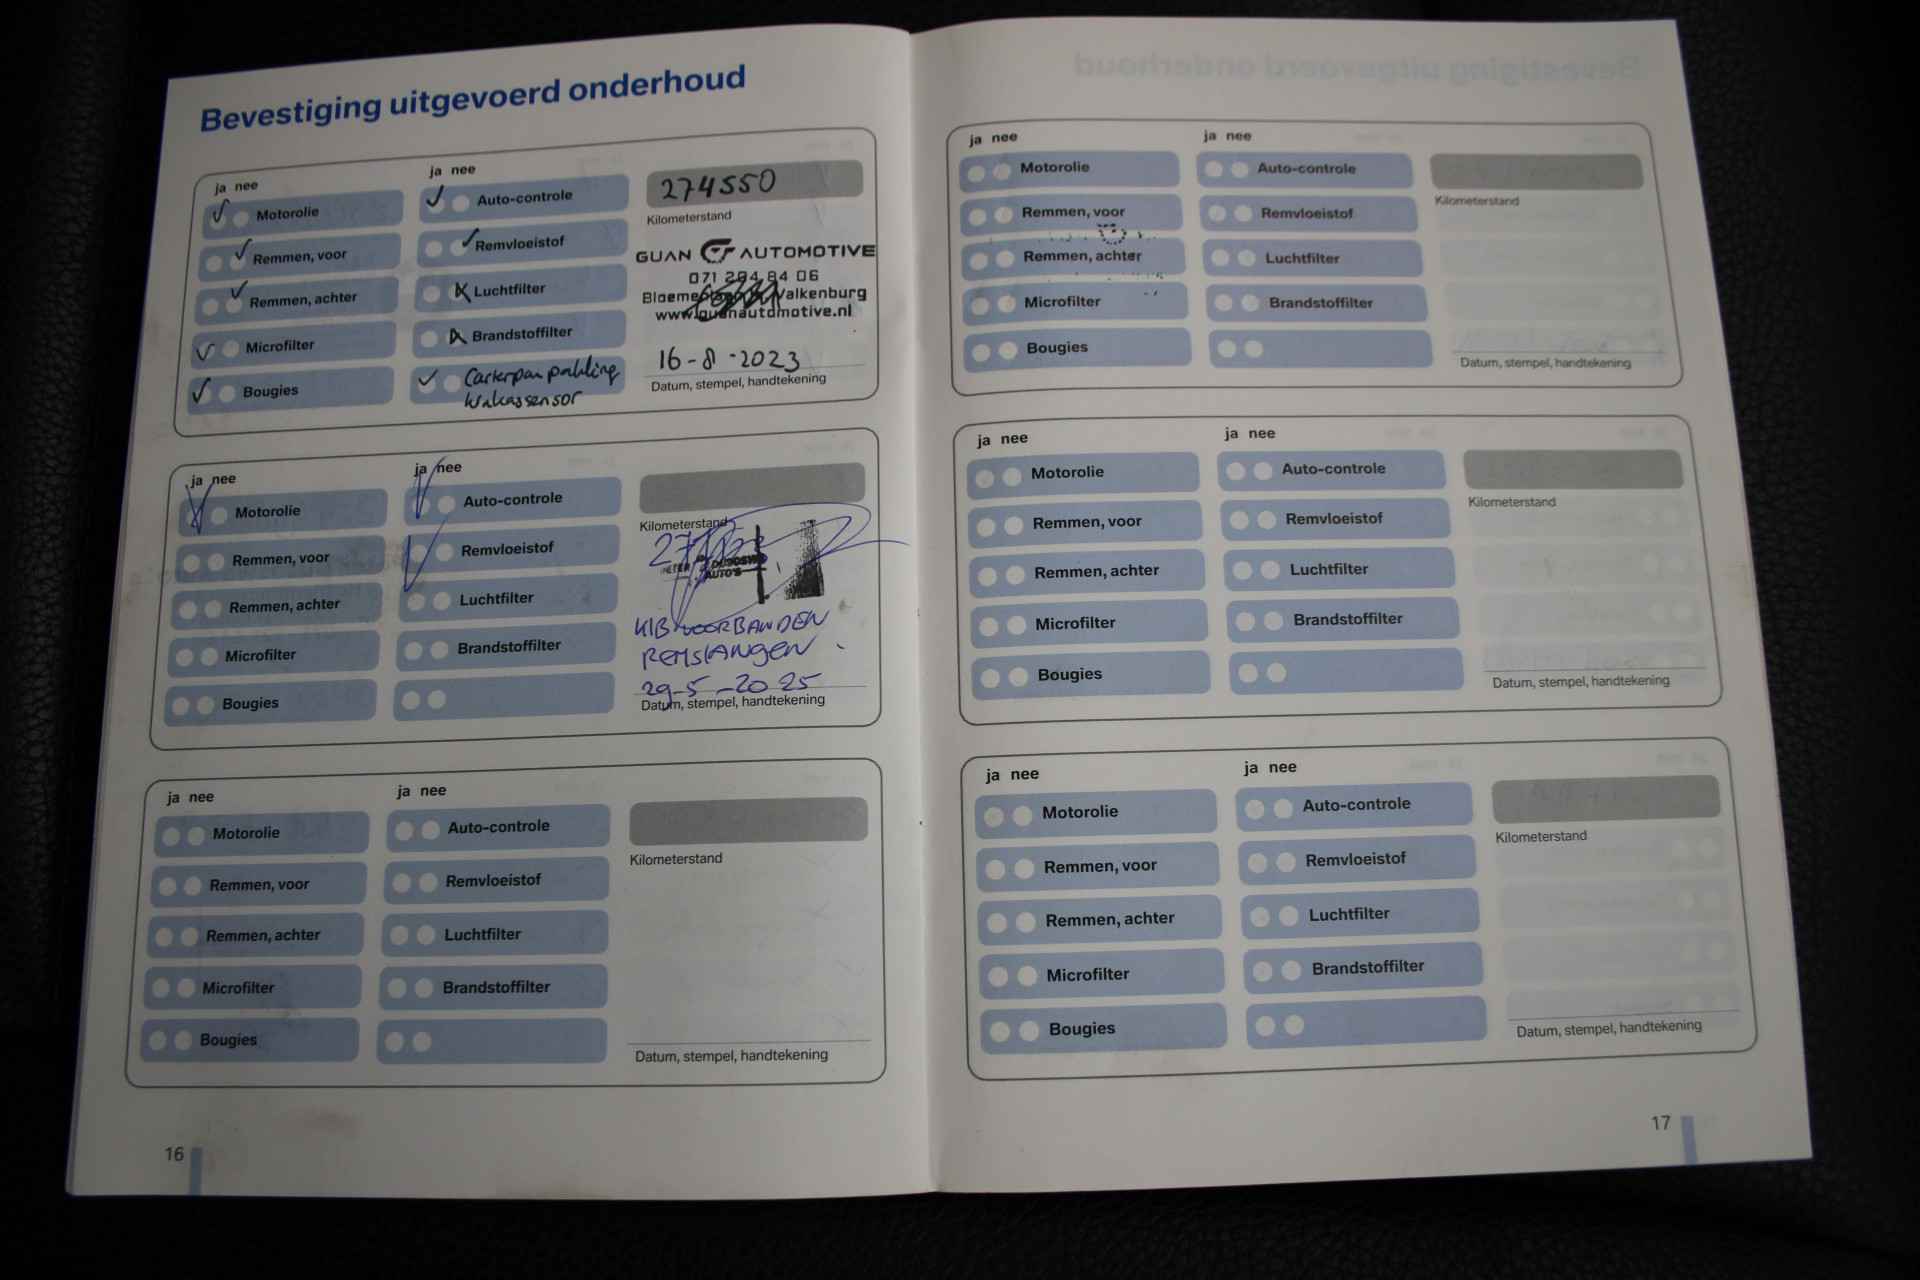 Bevestiging uitgevoerd onderhoud
ja nee
Motorolie
Remmen, voor
Remmen, achter
Microfilter
Bougies
ja nee
Auto-controle
Remvloeistof
Luchtfilter
Brandstoffilter
Carterpan pakking
Krukassensor
274550
Kilometerstand
GUAN AUTOMOTIVE
071 204 84 06
Valkenburg
www.guanautomotive.nl
16-8-2023
Datum, stempel, handtekening
ja nee
Motorolie
Remmen, voor
Remmen, achter
Microfilter
Bougies
ja nee
Auto-controle
Remvloeistof
Luchtfilter
Brandstoffilter
Kilometerstand
AUTO'S
VOORBANDEN
REMSLANGEN
29-5-2025
Datum, stempel, handtekening
ja nee
Motorolie
Remmen, voor
Remmen, achter
Microfilter
Bougies
ja nee
Auto-controle
Remvloeistof
Luchtfilter
Brandstoffilter
Kilometerstand
Datum, stempel, handtekening
16
ja nee
Motorolie
Remmen, voor
Remmen, achter
Microfilter
Bougies
ja nee
Auto-controle
Remvloeistof
Luchtfilter
Brandstoffilter
Kilometerstand
Datum, stempel, handtekening
ja nee
Motorolie
Remmen, voor
Remmen, achter
Microfilter
Bougies
ja nee
Auto-controle
Remvloeistof
Luchtfilter
Brandstoffilter
Kilometerstand
Datum, stempel, handtekening
ja nee
Motorolie
Remmen, voor
Remmen, achter
Microfilter
Bougies
ja nee
Auto-controle
Remvloeistof
Luchtfilter
Brandstoffilter
Kilometerstand
Datum, stempel, handtekening
17